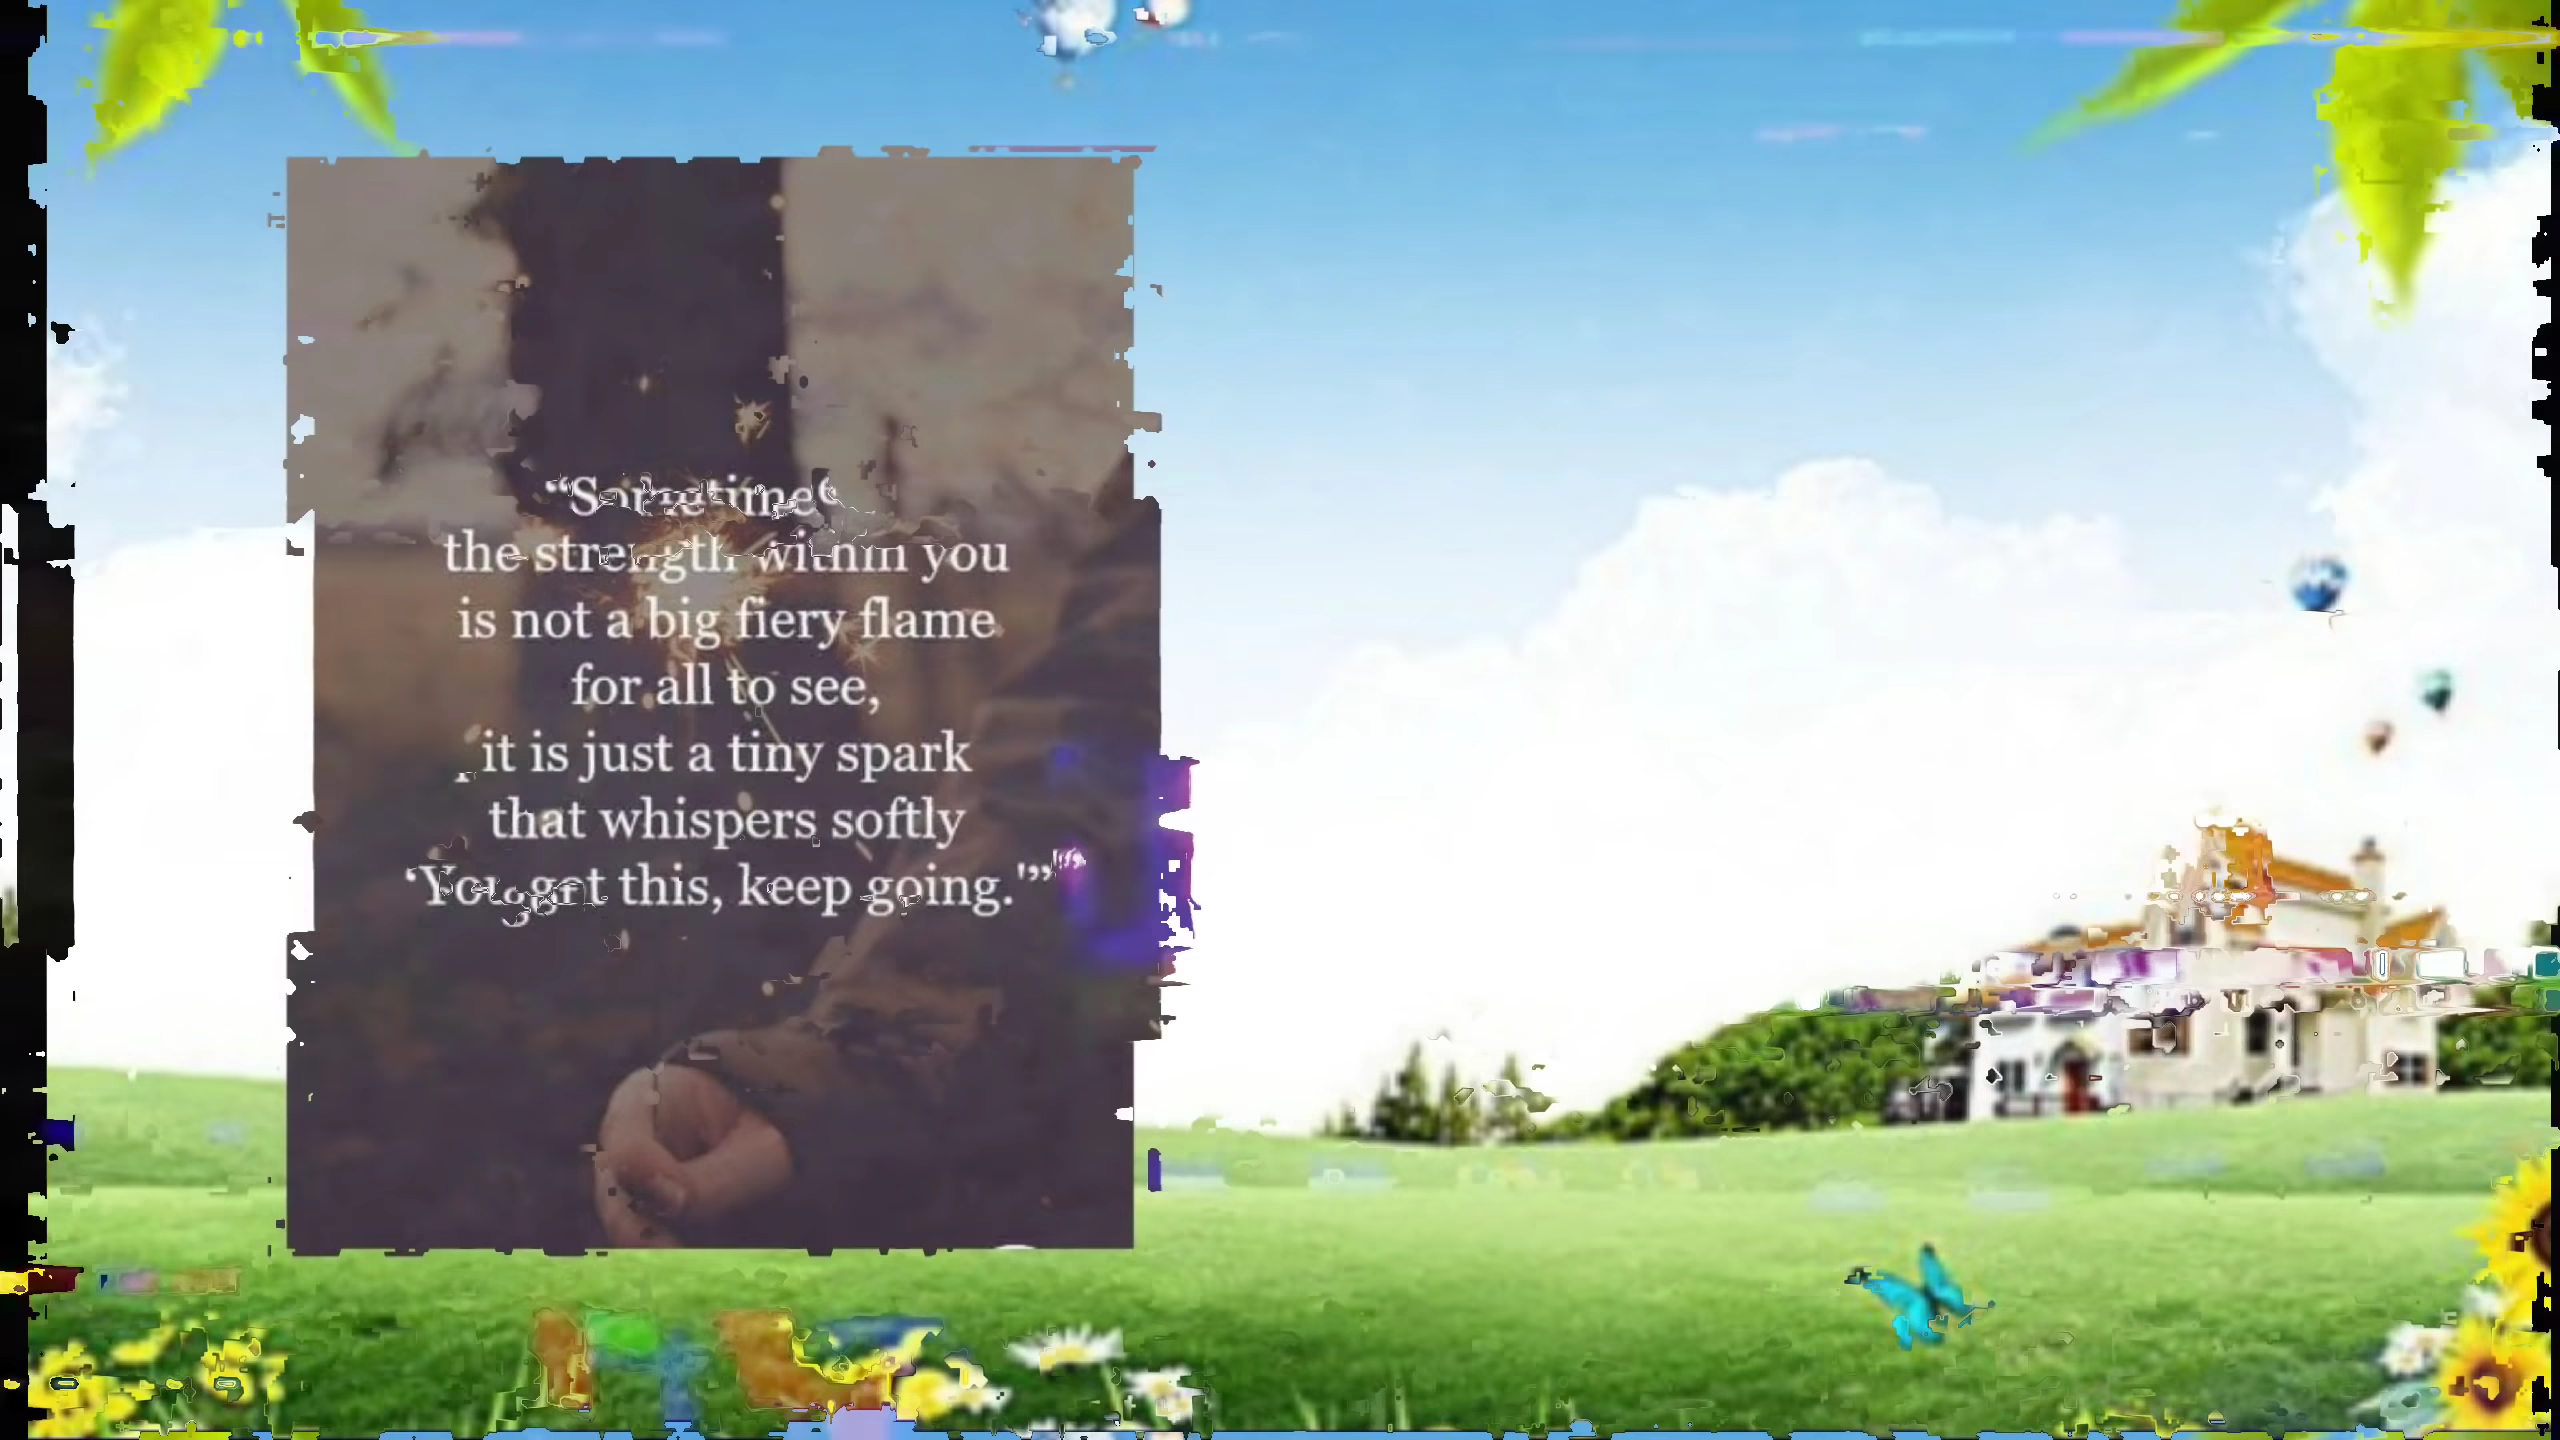 “Sometimes
the strength within you
is not a big fiery flame
for all to see,
it is just a tiny spark
that whispers softly
‘You got this, keep going.'”